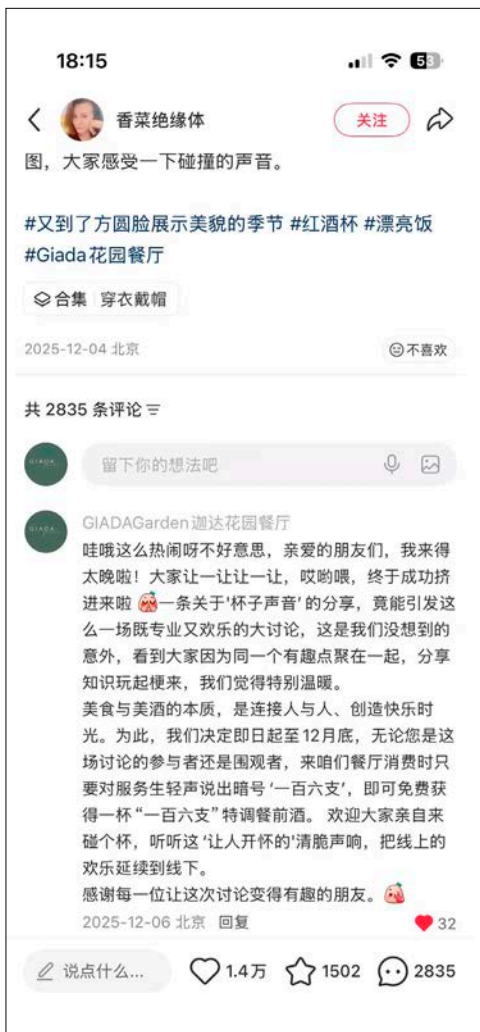 18:15
53
香菜绝缘体
关注
图，大家感受一下碰撞的声音。
#又到了方圆脸展示美貌的季节 #红酒杯 #漂亮饭
#Giada花园餐厅
合集 穿衣戴帽
2025-12-04 北京
不喜欢
共 2835 条评论
GIADA
留下你的想法吧
GIADA
GIADAGarden迦达花园餐厅
哇哦这么热闹呀不好意思，亲爱的朋友们，我来得
太晚啦！大家让一让让一让，哎哟喂，终于成功挤
进来啦 一条关于'杯子声音' 的分享，竟能引发这
么一场既专业又欢乐的大讨论，这是我们没想到的
意外，看到大家因为同一个有趣点聚在一起，分享
知识玩起梗来，我们觉得特别温暖。
美食与美酒的本质，是连接人与人、创造快乐时
光。为此，我们决定即日起至12月底，无论您是这
场讨论的参与者还是围观者，来咱们餐厅消费时只
要对服务生轻声说出暗号 '一百六支'，即可免费获
得一杯 “一百六支” 特调餐前酒。 欢迎大家亲自来
碰个杯，听听这 '让人开怀的'清脆声响，把线上的
欢乐延续到线下。
感谢每一位让这次讨论变得有趣的朋友。
2025-12-06 北京 回复
32
说点什么...
1.4万
1502
2835